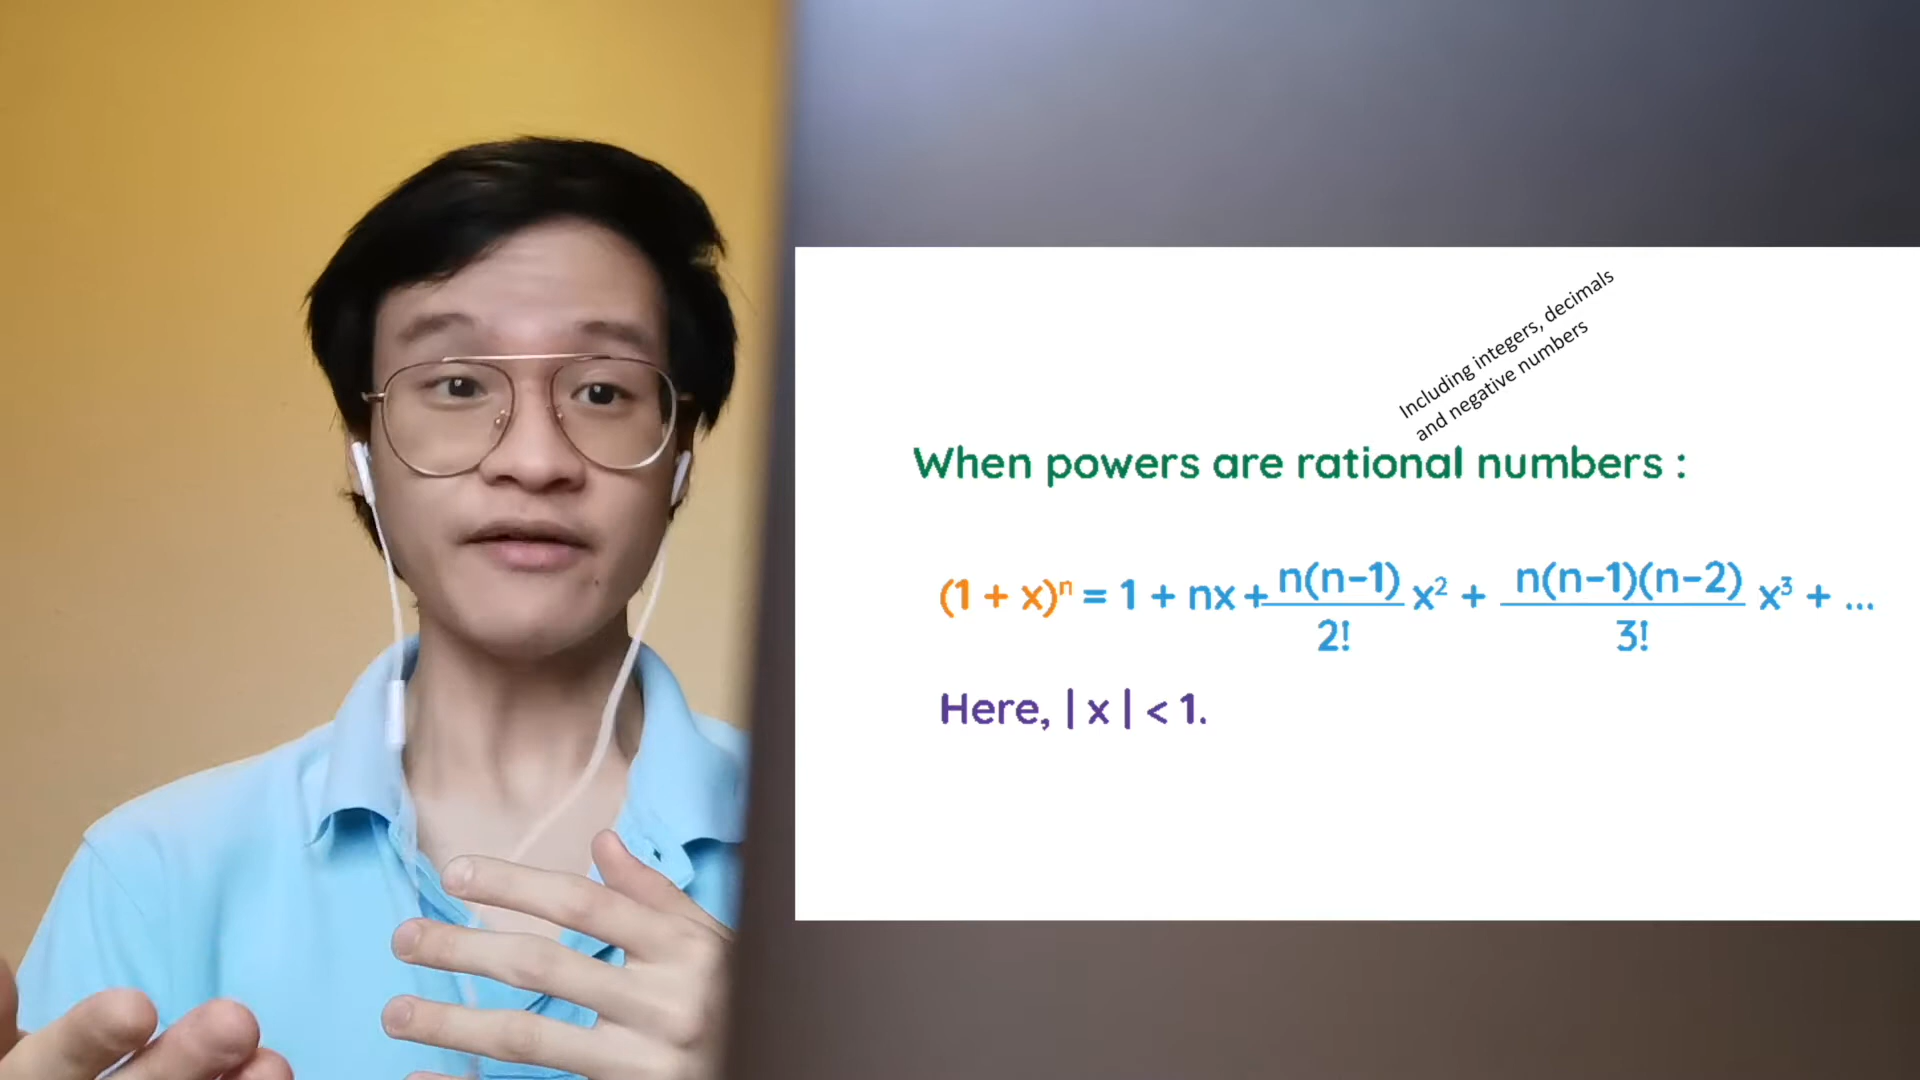 Including integers, decimals
and negative numbers
When powers are rational numbers :
(1 + x)ⁿ = 1 + nx + n(n-1)/2! x² + n(n-1)(n-2)/3! x³ + ...
Here, | x | < 1.